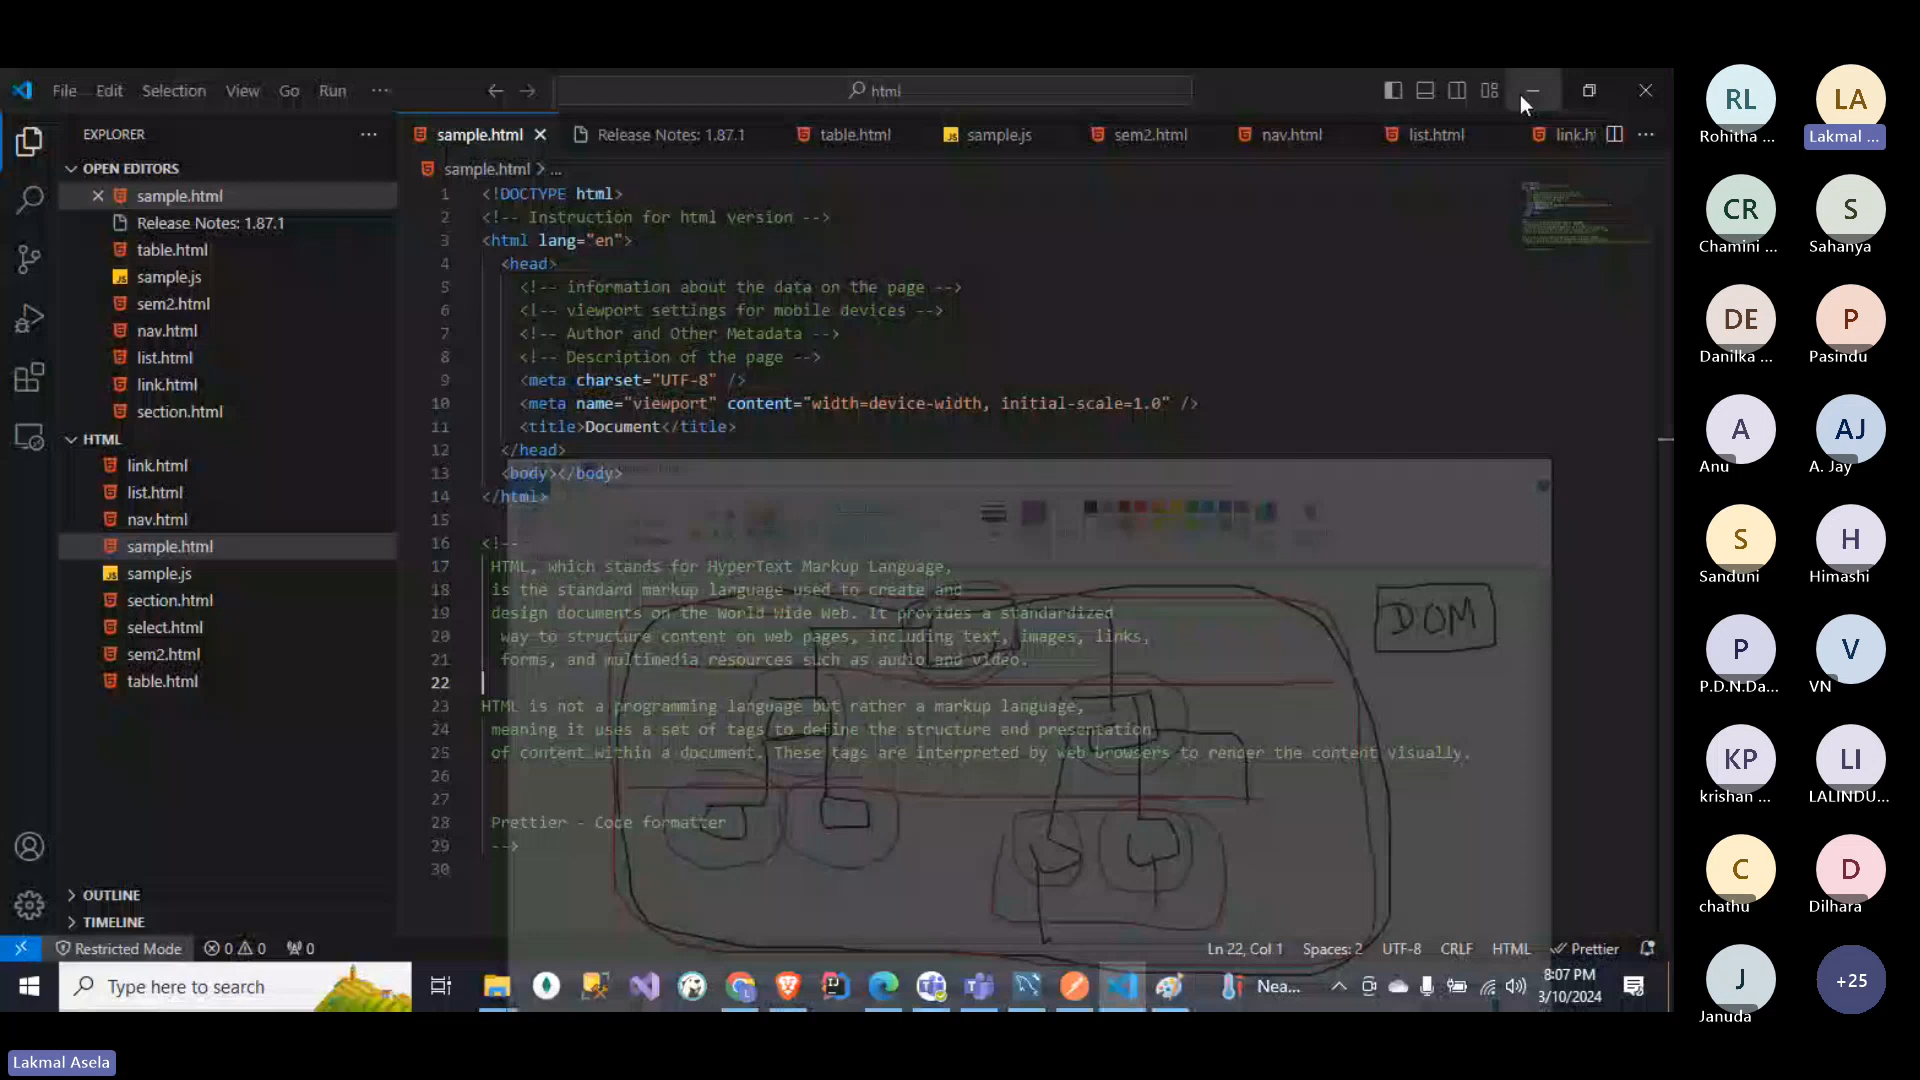 File Edit Selection View Go Run ...
html
EXPLORER
OPEN EDITORS
sample.html
Release Notes: 1.87.1
table.html
sample.js
sem2.html
nav.html
list.html
link.html
section.html
HTML
link.html
list.html
nav.html
sample.html
sample.js
section.html
select.html
sem2.html
table.html
OUTLINE
TIMELINE
sample.html Release Notes: 1.87.1 table.html sample.js sem2.html nav.html list.html link.h
sample.html > ...
1 <!DOCTYPE html>
2 <!-- Instruction for html version -->
3 <html lang="en">
4 <head>
5 <!-- information about the data on the page -->
6 <!-- viewport settings for mobile devices -->
7 <!-- Author and Other Metadata -->
8 <!-- Description of the page -->
9 <meta charset="UTF-8" />
10 <meta name="viewport" content="width=device-width, initial-scale=1.0" />
11 <title>Document</title>
12 </head>
13 <body></body>
14 </html>
15
16 <!--
17 HTML, which stands for HyperText Markup Language,
18 is the standard markup language used to create and
19 design documents on the World Wide Web. It provides a standardized
20 way to structure content on web pages, including text, images, links,
21 forms, and multimedia resources such as audio and video.
22
23 HTML is not a programming language but rather a markup language,
24 meaning it uses a set of tags to define the structure and presentation
25 of content within a document. These tags are interpreted by web browsers to render the content visually.
26
27
28 Prettier - Code formatter
29 -->
30
DOM
Restricted Mode 0 0 0
Ln 22, Col 1 Spaces: 2 UTF-8 CRLF HTML Prettier
Type here to search
Nea...
8:07 PM
3/10/2024
RL LA
Rohitha ... Lakmal ...
CR S
Chamini ... Sahanya
DE P
Danilka ... Pasindu
A AJ
Anu A. Jay
S H
Sanduni Himashi
P V
P.D.N.Da... VN
KP LI
krishan ... LALINDU...
C D
chathu Dilhara
J +25
Januda
Lakmal Asela